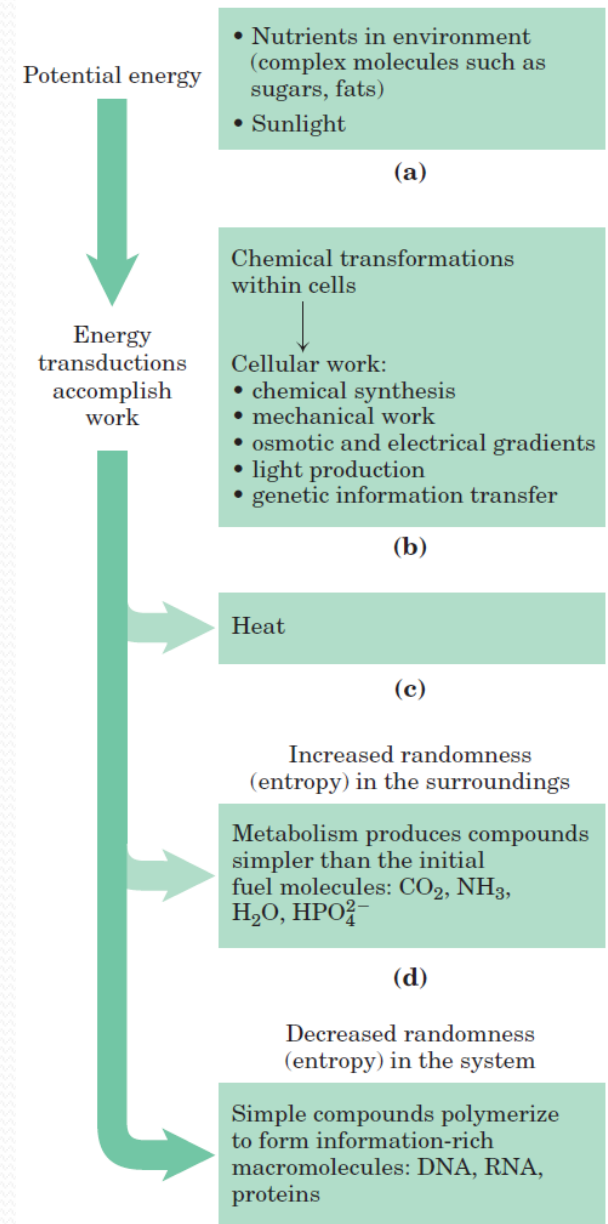 Potential energy
• Nutrients in environment
(complex molecules such as
sugars, fats)
• Sunlight
(a)
Energy
transductions
accomplish
work
Chemical transformations
within cells
Cellular work:
• chemical synthesis
• mechanical work
• osmotic and electrical gradients
• light production
• genetic information transfer
(b)
Heat
(c)
Increased randomness
(entropy) in the surroundings
Metabolism produces compounds
simpler than the initial
fuel molecules: CO₂, NH₃,
H₂O, HPO₄²⁻
(d)
Decreased randomness
(entropy) in the system
Simple compounds polymerize
to form information-rich
macromolecules: DNA, RNA,
proteins